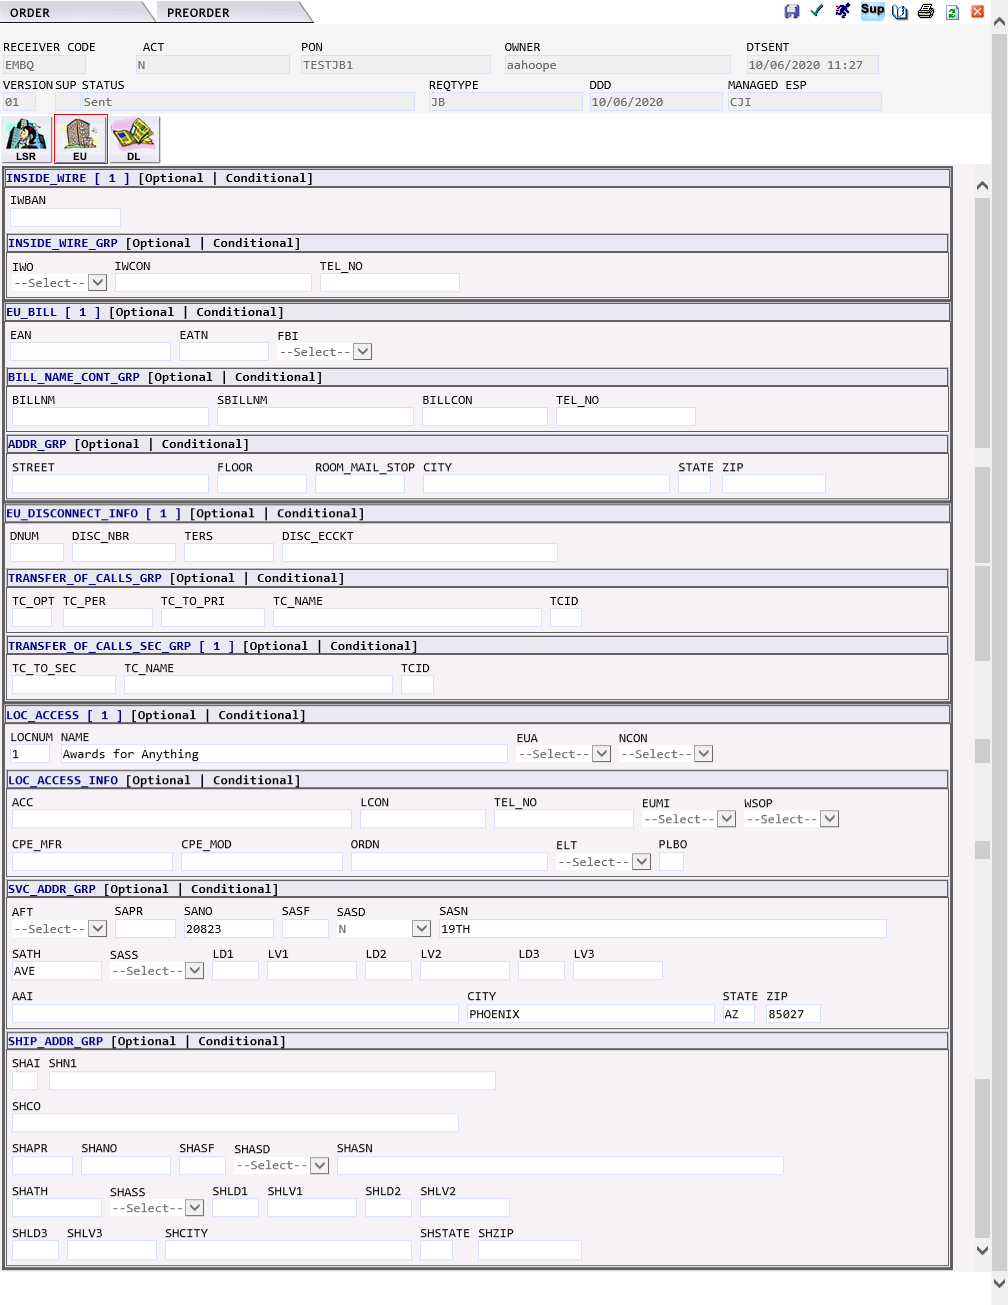 ORDER PREORDER Sup
RECEIVER CODE ACT PON OWNER DTSENT
EMBQ N TESTJB1 aahoope 10/06/2020 11:27
VERSION SUP STATUS REQTYPE DDD MANAGED ESP
01 Sent JB 10/06/2020 CJI
LSR EU DL
INSIDE_WIRE [ 1 ] [Optional | Conditional]
IWBAN
INSIDE_WIRE_GRP [Optional | Conditional]
IWO IWCON TEL_NO
--Select--
EU_BILL [ 1 ] [Optional | Conditional]
EAN EATN FBI
--Select--
BILL_NAME_CONT_GRP [Optional | Conditional]
BILLNM SBILLNM BILLCON TEL_NO
ADDR_GRP [Optional | Conditional]
STREET FLOOR ROOM_MAIL_STOP CITY STATE ZIP
EU_DISCONNECT_INFO [ 1 ] [Optional | Conditional]
DNUM DISC_NBR TERS DISC_ECCKT
TRANSFER_OF_CALLS_GRP [Optional | Conditional]
TC_OPT TC_PER TC_TO_PRI TC_NAME TCID
TRANSFER_OF_CALLS_SEC_GRP [ 1 ] [Optional | Conditional]
TC_TO_SEC TC_NAME TCID
LOC_ACCESS [ 1 ] [Optional | Conditional]
LOCNUM NAME EUA NCON
1 Awards for Anything --Select-- --Select--
LOC_ACCESS_INFO [Optional | Conditional]
ACC LCON TEL_NO EUMI WSOP
--Select-- --Select--
CPE_MFR CPE_MOD ORDN ELT PLBO
--Select--
SVC_ADDR_GRP [Optional | Conditional]
AFT SAPR SANO SASF SASD SASN
--Select-- 20823 N 19TH
SATH SASS LD1 LV1 LD2 LV2 LD3 LV3
AVE --Select--
AAI CITY STATE ZIP
PHOENIX AZ 85027
SHIP_ADDR_GRP [Optional | Conditional]
SHAI SHN1
SHCO
SHAPR SHANO SHASF SHASD SHASN
--Select--
SHATH SHASS SHLD1 SHLV1 SHLD2 SHLV2
--Select--
SHLD3 SHLV3 SHCITY SHSTATE SHZIP